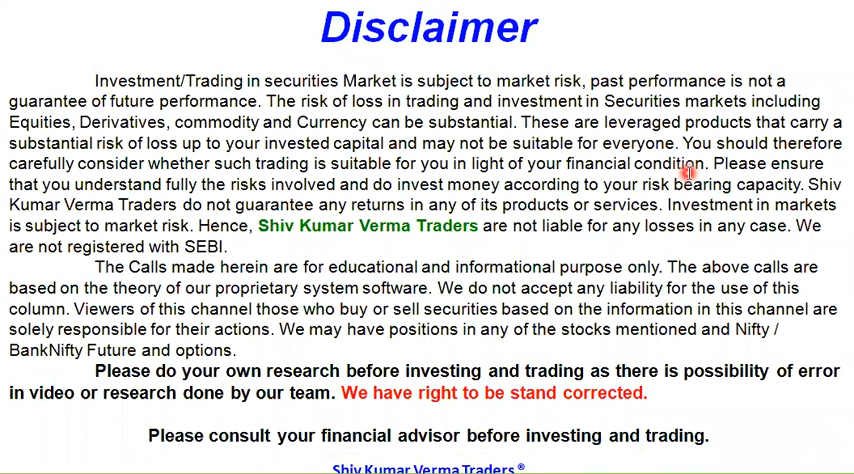 Disclaimer
Investment/Trading in securities Market is subject to market risk, past performance is not a
guarantee of future performance. The risk of loss in trading and investment in Securities markets including
Equities, Derivatives, commodity and Currency can be substantial. These are leveraged products that carry a
substantial risk of loss up to your invested capital and may not be suitable for everyone. You should therefore
carefully consider whether such trading is suitable for you in light of your financial condition. Please ensure
that you understand fully the risks involved and do invest money according to your risk bearing capacity. Shiv
Kumar Verma Traders do not guarantee any returns in any of its products or services. Investment in markets
is subject to market risk. Hence, Shiv Kumar Verma Traders are not liable for any losses in any case. We
are not registered with SEBI.
The Calls made herein are for educational and informational purpose only. The above calls are
based on the theory of our proprietary system software. We do not accept any liability for the use of this
column. Viewers of this channel those who buy or sell securities based on the information in this channel are
solely responsible for their actions. We may have positions in any of the stocks mentioned and Nifty /
BankNifty Future and options.
Please do your own research before investing and trading as there is possibility of error
in video or research done by our team. We have right to be stand corrected.
Please consult your financial advisor before investing and trading.
Shiv Kumar Verma Traders ®